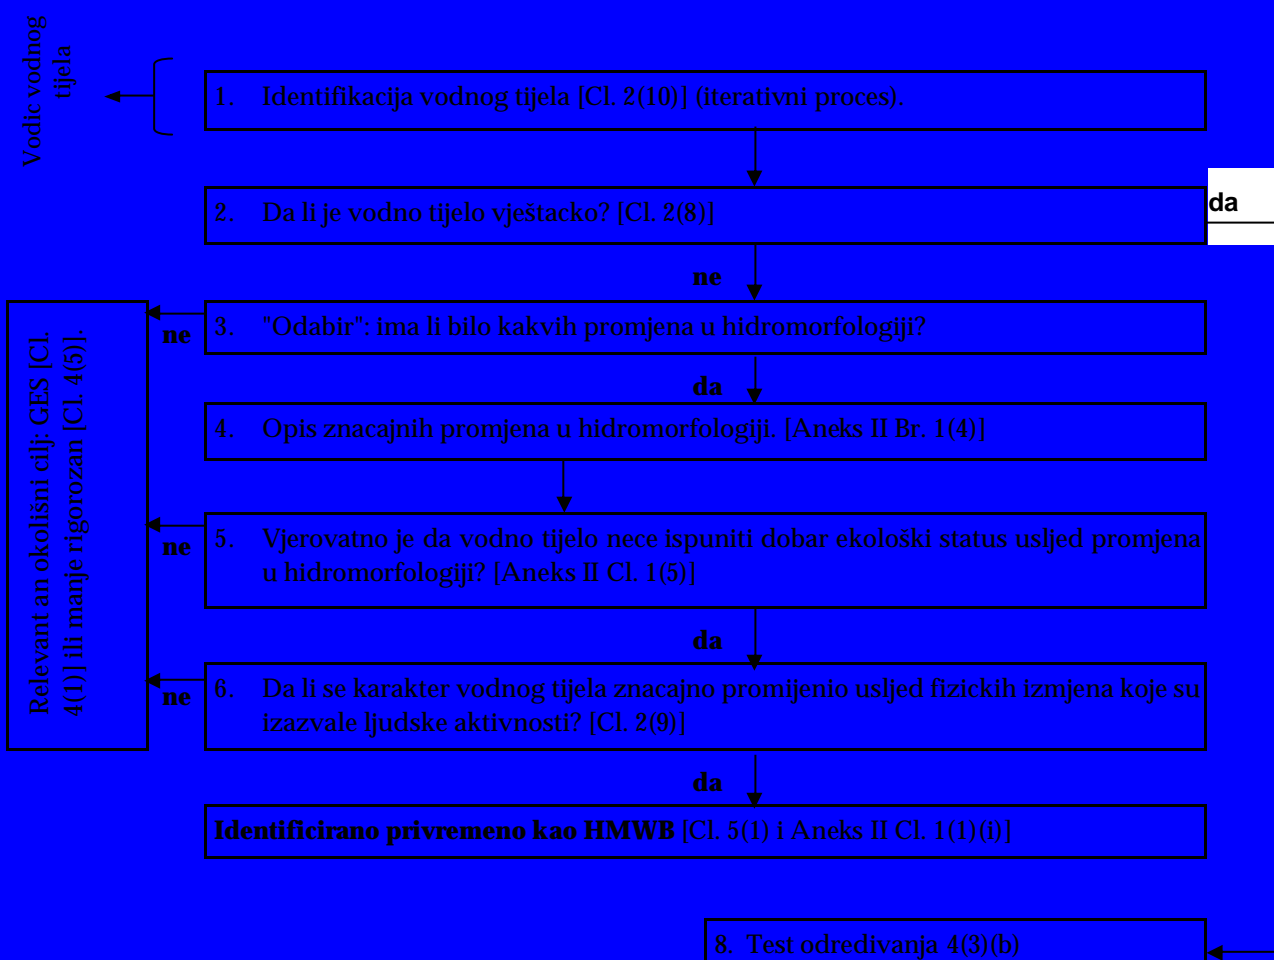 Vodic vodnog
tijela
1. Identifikacija vodnog tijela [Cl. 2(10)] (iterativni proces).
2. Da li je vodno tijelo vještacko? [Cl. 2(8)]
da
ne
3. "Odabir": ima li bilo kakvih promjena u hidromorfologiji?
ne
da
4. Opis znacajnih promjena u hidromorfologiji. [Aneks II Br. 1(4)]
Relevant an okolišni cilj: GES [Cl.
4(1)] ili manje rigorozan [Cl. 4(5)].
5. Vjerovatno je da vodno tijelo nece ispuniti dobar ekološki status usljed promjena
u hidromorfologiji? [Aneks II Cl. 1(5)]
ne
da
6. Da li se karakter vodnog tijela znacajno promijenio usljed fizickih izmjena koje su
izazvale ljudske aktivnosti? [Cl. 2(9)]
ne
da
Identificirano privremeno kao HMWB [Cl. 5(1) i Aneks II Cl. 1(1)(i)]
8. Test odredivanja 4(3)(b)